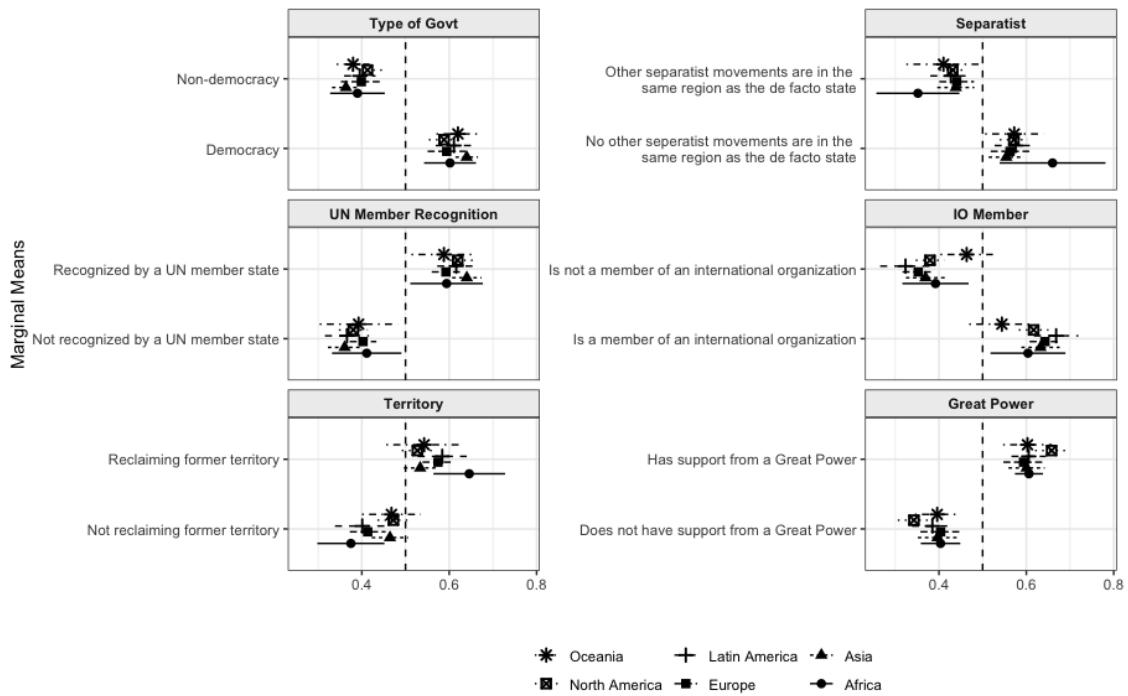 Type of Govt
Non-democracy
Democracy
Separatist
Other separatist movements are in the
same region as the de facto state
No other seperatist movements are in the
same region as the de facto state
UN Member Recognition
Recognized by a UN member state
Not recognized by a UN member state
IO Member
Is not a member of an international organization
Is a member of an international organization
Territory
Reclaiming former territory
Not reclaiming former territory
0.4 0.6 0.8
Great Power
Has support from a Great Power
Does not have support from a Great Power
0.4 0.6 0.8
Marginal Means
Oceania Latin America Asia
North America Europe Africa